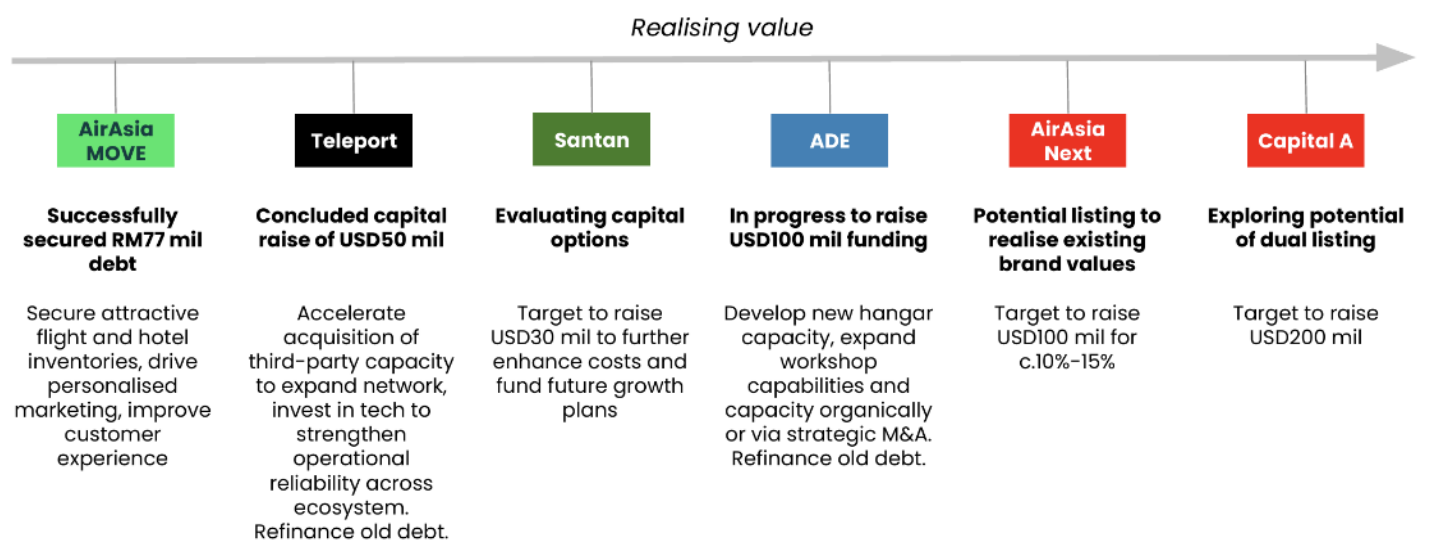 Realising value
AirAsia
MOVE
Successfully
secured RM77 mil
debt
Secure attractive
flight and hotel
inventories, drive
personalised
marketing, improve
customer
experience
Teleport
Concluded capital
raise of USD50 mil
Accelerate
acquisition of
third-party capacity
to expand network,
invest in tech to
strengthen
operational
reliability across
ecosystem.
Refinance old debt.
Santan
Evaluating capital
options
Target to raise
USD30 mil to further
enhance costs and
fund future growth
plans
ADE
In progress to raise
USD100 mil funding
Develop new hangar
capacity, expand
workshop
capabilities and
capacity organically
or via strategic M&A.
Refinance old debt.
AirAsia
Next
Potential listing to
realise existing
brand values
Target to raise
USD100 mil for
c.10%-15%
Capital A
Exploring potential
of dual listing
Target to raise
USD200 mil